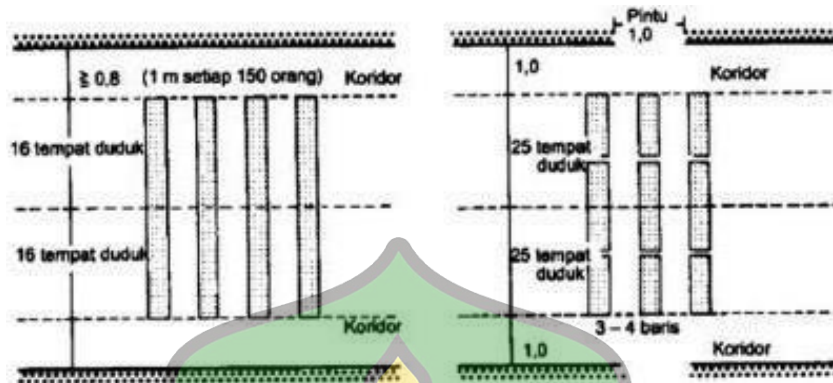 ≥ 0,8 (1 m setiap 150 orang) Koridor
16 tempat duduk
16 tempat duduk
Koridor
Pintu
1,0
1,0 Koridor
25 tempat
duduk
25 tempat
duduk
3 – 4 baris
1,0 Koridor